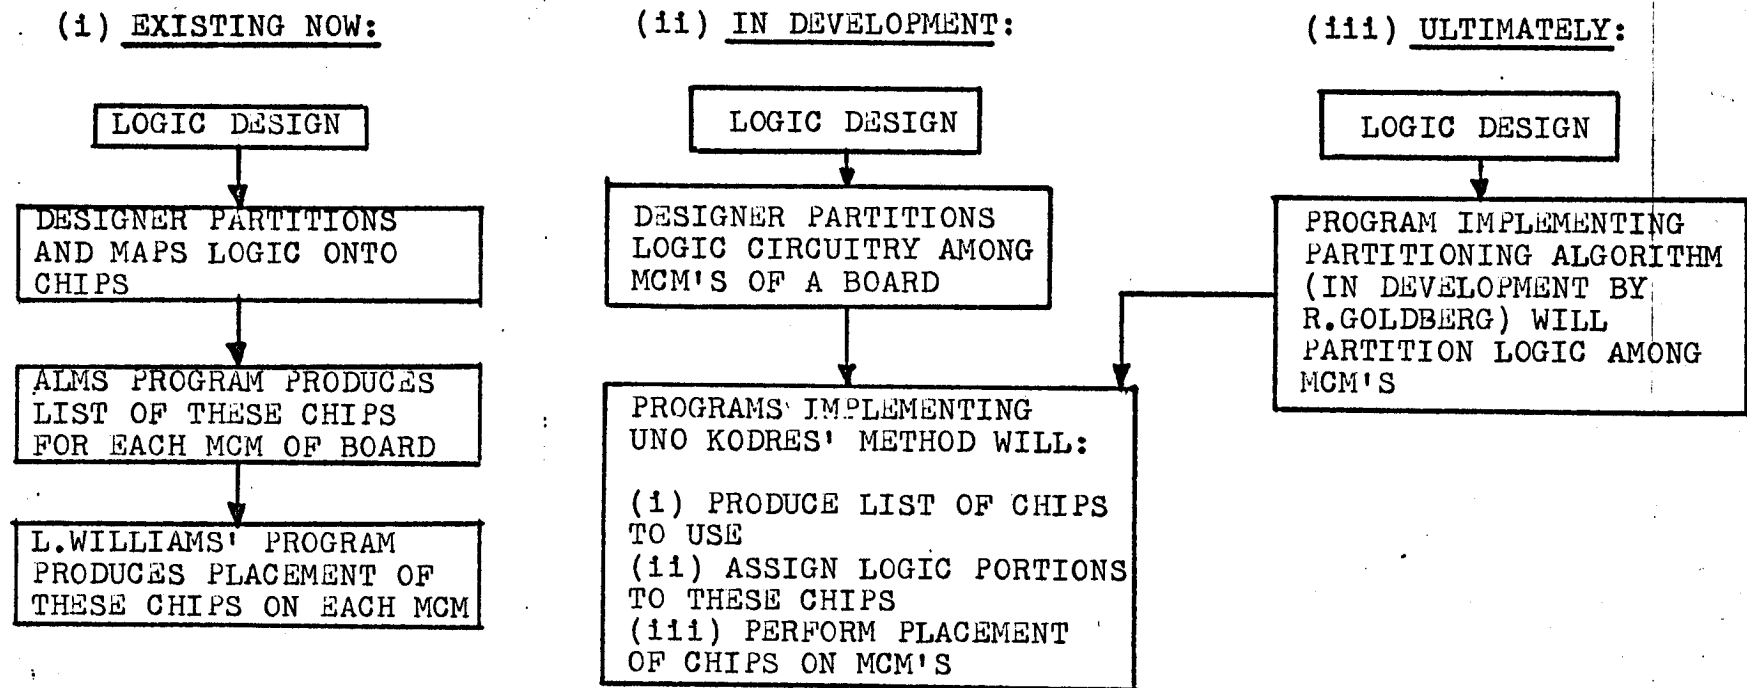 (i) EXISTING NOW:
LOGIC DESIGN
DESIGNER PARTITIONS
AND MAPS LOGIC ONTO
CHIPS
ALMS PROGRAM PRODUCES
LIST OF THESE CHIPS
FOR EACH MCM OF BOARD
L.WILLIAMS' PROGRAM
PRODUCES PLACEMENT OF
THESE CHIPS ON EACH MCM
(ii) IN DEVELOPMENT:
LOGIC DESIGN
DESIGNER PARTITIONS
LOGIC CIRCUITRY AMONG
MCM'S OF A BOARD
PROGRAMS IMPLEMENTING
UNO KODRES' METHOD WILL:
(i) PRODUCE LIST OF CHIPS
TO USE
(ii) ASSIGN LOGIC PORTIONS
TO THESE CHIPS
(iii) PERFORM PLACEMENT
OF CHIPS ON MCM'S
(iii) ULTIMATELY:
LOGIC DESIGN
PROGRAM IMPLEMENTING
PARTITIONING ALGORITHM
(IN DEVELOPMENT BY
R.GOLDBERG) WILL
PARTITION LOGIC AMONG
MCM'S